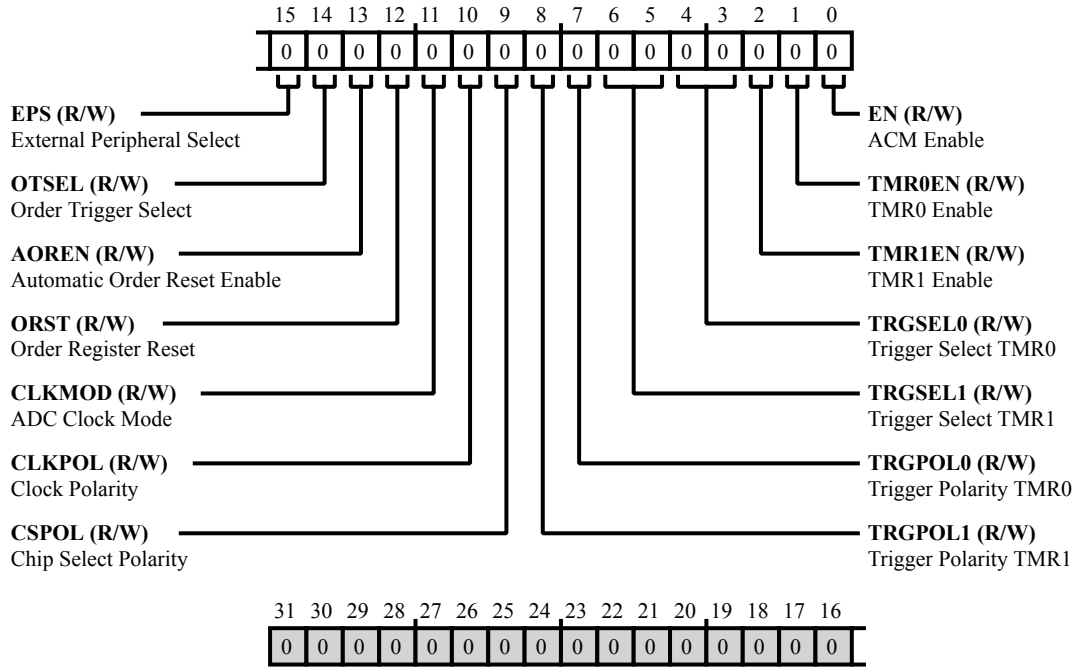 15 14 13 12 11 10 9 8 7 6 5 4 3 2 1 0
0 0 0 0 0 0 0 0 0 0 0 0 0 0 0 0
EPS (R/W)
External Peripheral Select
OTSEL (R/W)
Order Trigger Select
AOREN (R/W)
Automatic Order Reset Enable
ORST (R/W)
Order Register Reset
CLKMOD (R/W)
ADC Clock Mode
CLKPOL (R/W)
Clock Polarity
CSPOL (R/W)
Chip Select Polarity
EN (R/W)
ACM Enable
TMR0EN (R/W)
TMR0 Enable
TMR1EN (R/W)
TMR1 Enable
TRGSEL0 (R/W)
Trigger Select TMR0
TRGSEL1 (R/W)
Trigger Select TMR1
TRGPOL0 (R/W)
Trigger Polarity TMR0
TRGPOL1 (R/W)
Trigger Polarity TMR1
31 30 29 28 27 26 25 24 23 22 21 20 19 18 17 16
0 0 0 0 0 0 0 0 0 0 0 0 0 0 0 0